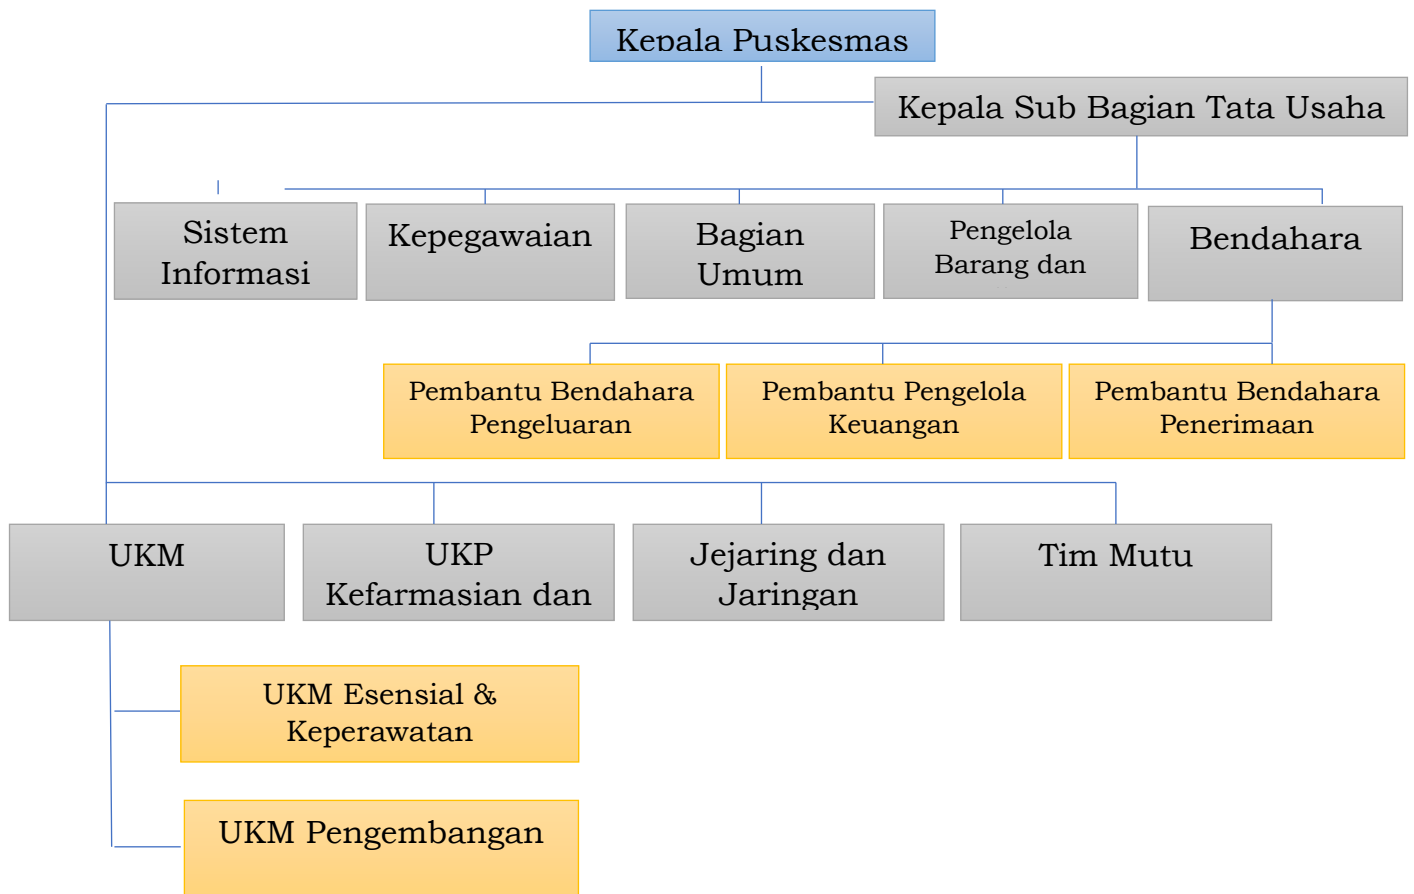 Kepala Puskesmas
Kepala Sub Bagian Tata Usaha
Sistem
Informasi
Kepegawaian
Bagian
Umum
Pengelola
Barang dan
Bendahara
Pembantu Bendahara
Pengeluaran
Pembantu Pengelola
Keuangan
Pembantu Bendahara
Penerimaan
UKM
UKP
Kefarmasian dan
Jejaring dan
Jaringan
Tim Mutu
UKM Esensial &
Keperawatan
UKM Pengembangan